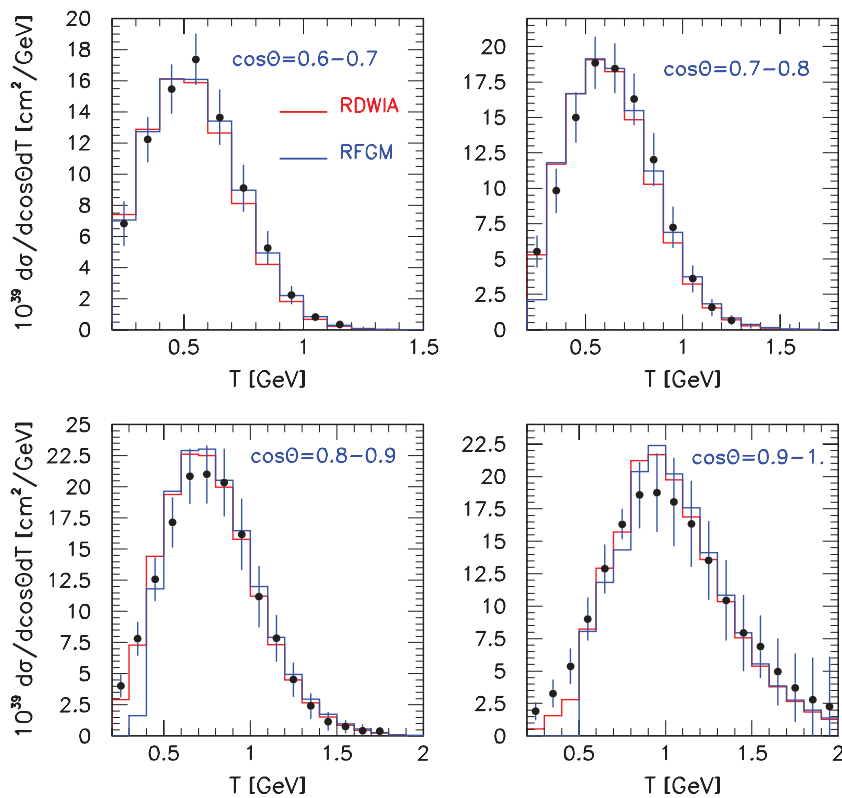 20
18
16
14
12
10
8
6
4
2
0
cosΘ=0.6−0.7
RDWIA
RFGM
0.5 1 1.5
T [GeV]
10³⁹ dσ/dcosΘdT [cm²/GeV]
20
17.5
15
12.5
10
7.5
5
2.5
0
cosΘ=0.7−0.8
0.5 1 1.5
T [GeV]
25
22.5
20
17.5
15
12.5
10
7.5
5
2.5
0
cosΘ=0.8−0.9
0.5 1 1.5 2
T [GeV]
10³⁹ dσ/dcosΘdT [cm²/GeV]
22.5
20
17.5
15
12.5
10
7.5
5
2.5
0
cosΘ=0.9−1.
0.5 1 1.5 2
T [GeV]